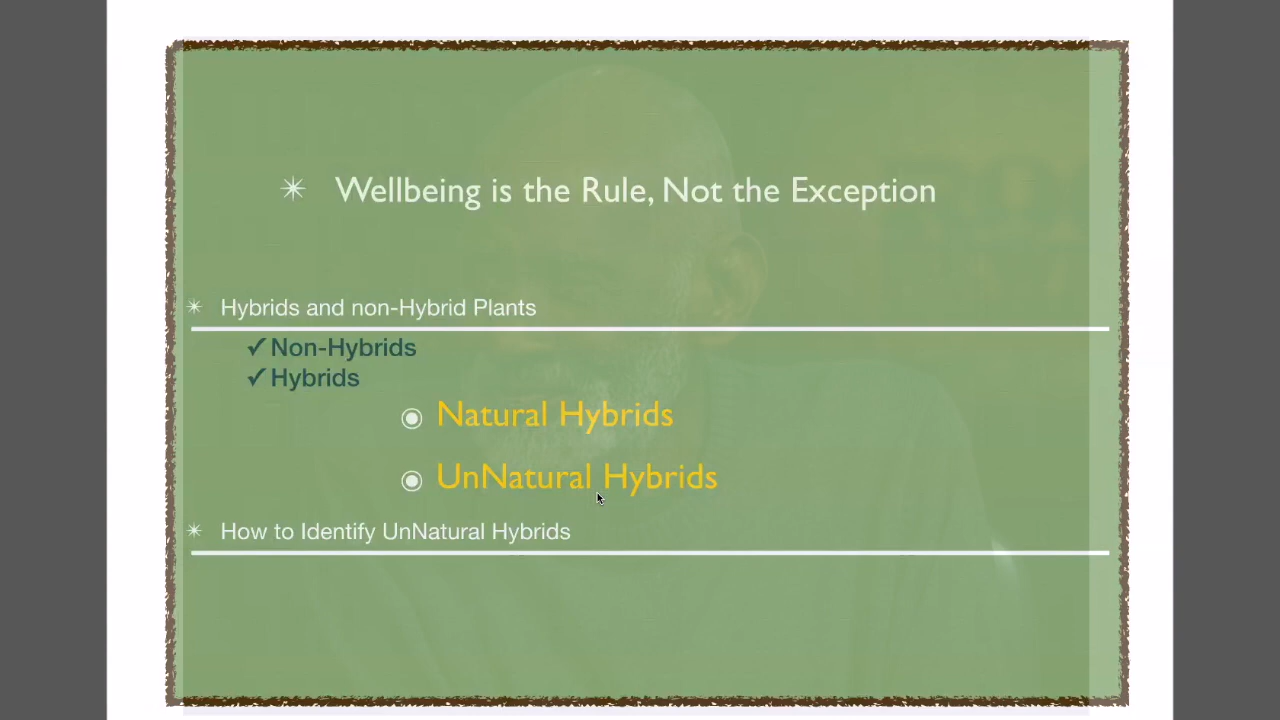 Wellbeing is the Rule, Not the Exception
Hybrids and non-Hybrid Plants
✓Non-Hybrids
✓Hybrids
Natural Hybrids
UnNatural Hybrids
How to Identify UnNatural Hybrids